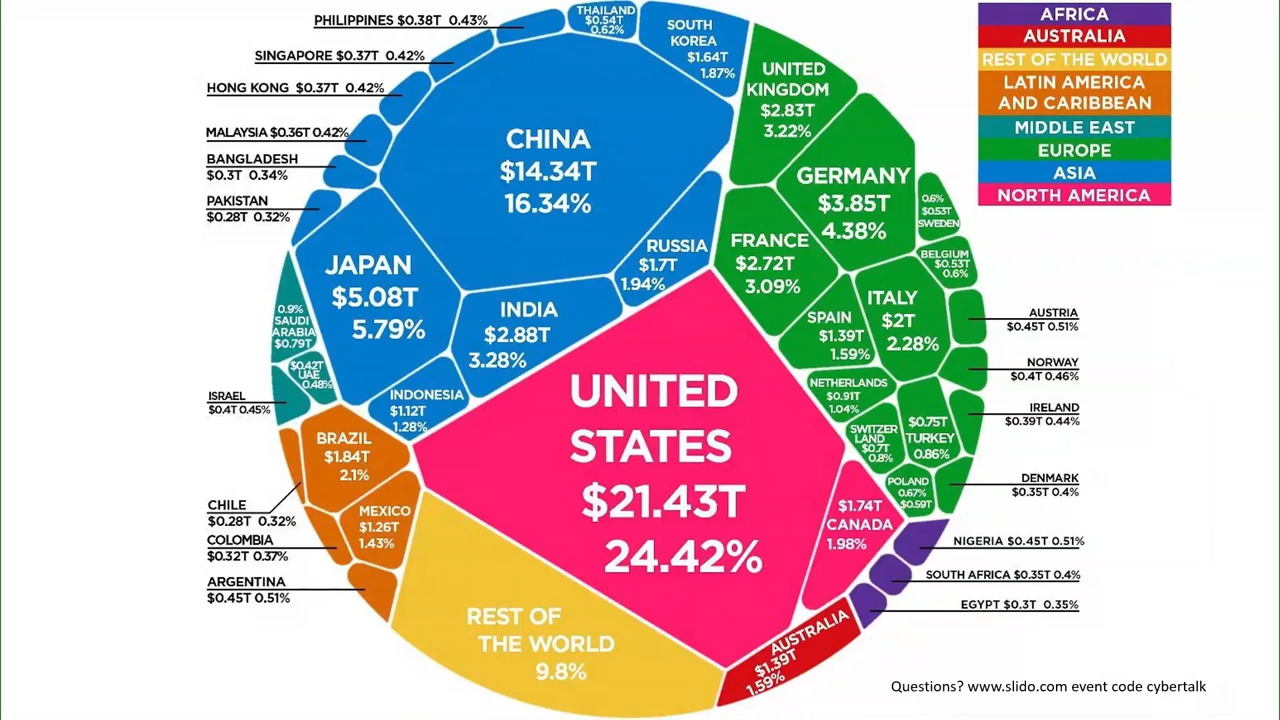 PHILIPPINES $0.38T 0.43%
SINGAPORE $0.37T 0.42%
HONG KONG $0.37T 0.42%
MALAYSIA $0.36T 0.42%
BANGLADESH
$0.3T 0.34%
PAKISTAN
$0.28T 0.32%
THAILAND
$0.54T
0.62%
SOUTH
KOREA
$1.64T
1.87%
CHINA
$14.34T
16.34%
JAPAN
$5.08T
5.79%
INDIA
$2.88T
3.28%
RUSSIA
$1.7T
1.94%
INDONESIA
$1.12T
1.28%
0.9%
SAUDI
ARABIA
$0.79T
$0.42T
UAE
0.48%
ISRAEL
$0.4T 0.45%
BRAZIL
$1.84T
2.1%
MEXICO
$1.26T
1.43%
CHILE
$0.28T 0.32%
COLOMBIA
$0.32T 0.37%
ARGENTINA
$0.45T 0.51%
REST OF
THE WORLD
9.8%
UNITED
STATES
$21.43T
24.42%
$1.74T
CANADA
1.98%
AUSTRALIA
$1.39T
1.59%
UNITED
KINGDOM
$2.83T
3.22%
GERMANY
$3.85T
4.38%
FRANCE
$2.72T
3.09%
ITALY
$2T
2.28%
SPAIN
$1.39T
1.59%
NETHERLANDS
$0.91T
1.04%
SWITZER
LAND
$0.7T
0.8%
$0.75T
TURKEY
0.86%
POLAND
0.67%
$0.59T
0.6%
$0.53T
SWEDEN
BELGIUM
$0.53T
0.6%
AUSTRIA
$0.45T 0.51%
NORWAY
$0.4T 0.46%
IRELAND
$0.39T 0.44%
DENMARK
$0.35T 0.4%
NIGERIA $0.45T 0.51%
SOUTH AFRICA $0.35T 0.4%
EGYPT $0.3T 0.35%
AFRICA
AUSTRALIA
REST OF THE WORLD
LATIN AMERICA
AND CARIBBEAN
MIDDLE EAST
EUROPE
ASIA
NORTH AMERICA
Questions? www.slido.com event code cybertalk